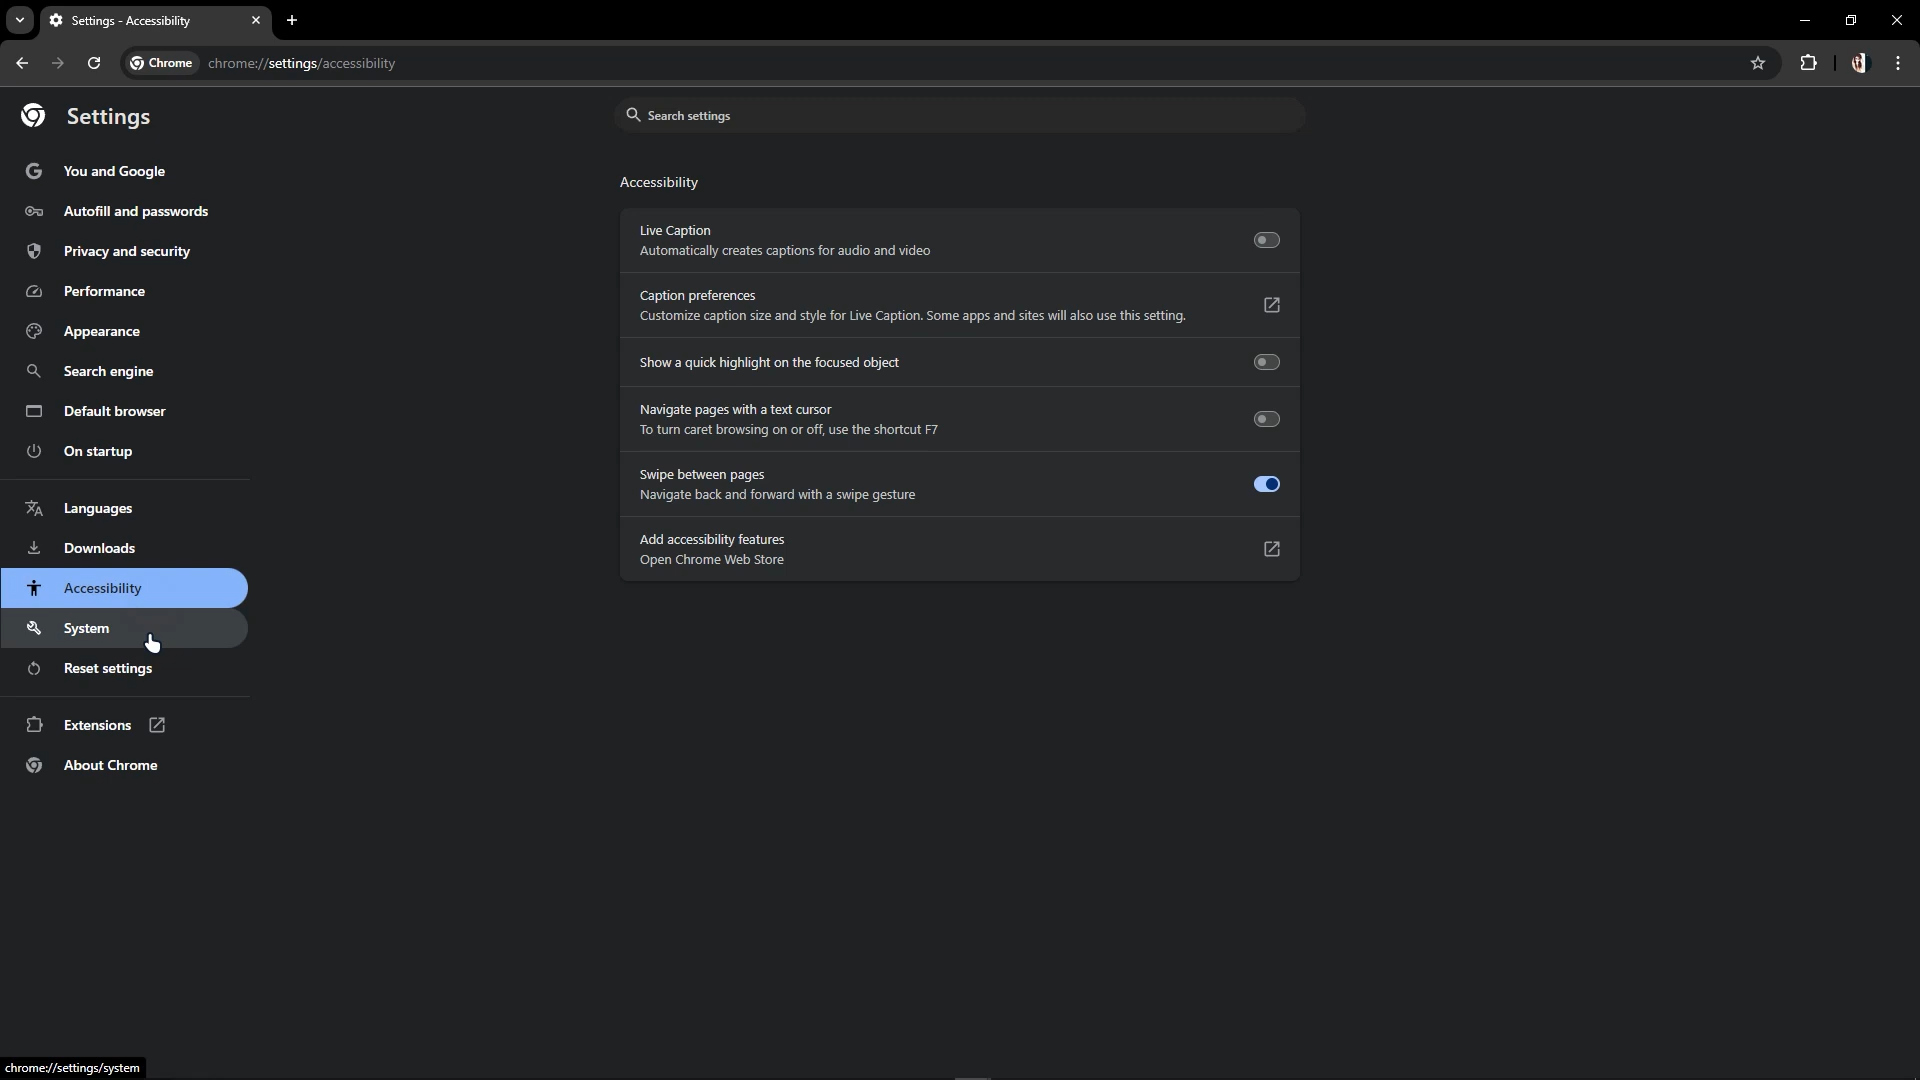 Settings - Accessibility
Chrome
chrome://settings/accessibility
Settings
Search settings
You and Google
Autofill and passwords
Privacy and security
Performance
Appearance
Search engine
Default browser
On startup
Languages
Downloads
Accessibility
System
Reset settings
Extensions
About Chrome
Accessibility
Live Caption
Automatically creates captions for audio and video
Caption preferences
Customize caption size and style for Live Caption. Some apps and sites will also use this setting.
Show a quick highlight on the focused object
Navigate pages with a text cursor
To turn caret browsing on or off, use the shortcut F7
Swipe between pages
Navigate back and forward with a swipe gesture
Add accessibility features
Open Chrome Web Store
chrome://settings/system